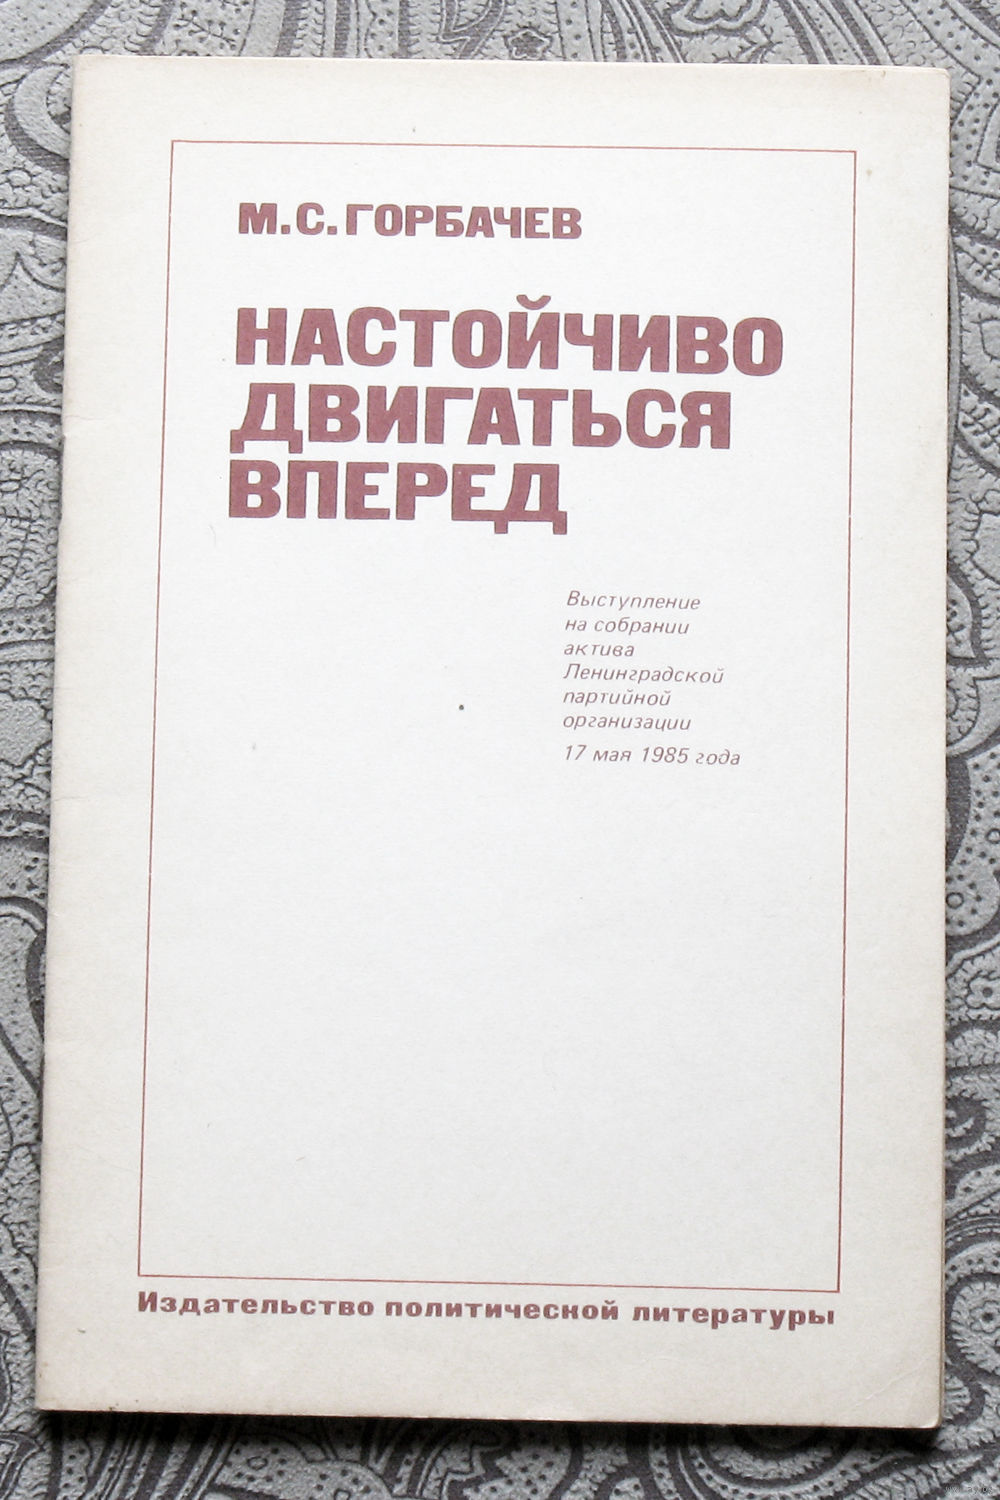 М.С.ГОРБАЧЕВ
НАСТОЙЧИВО
ДВИГАТЬСЯ
ВПЕРЕД
Выступление
на собрании
актива
Ленинградской
партийной
организации
17 мая 1985 года
Издательство политической литературы